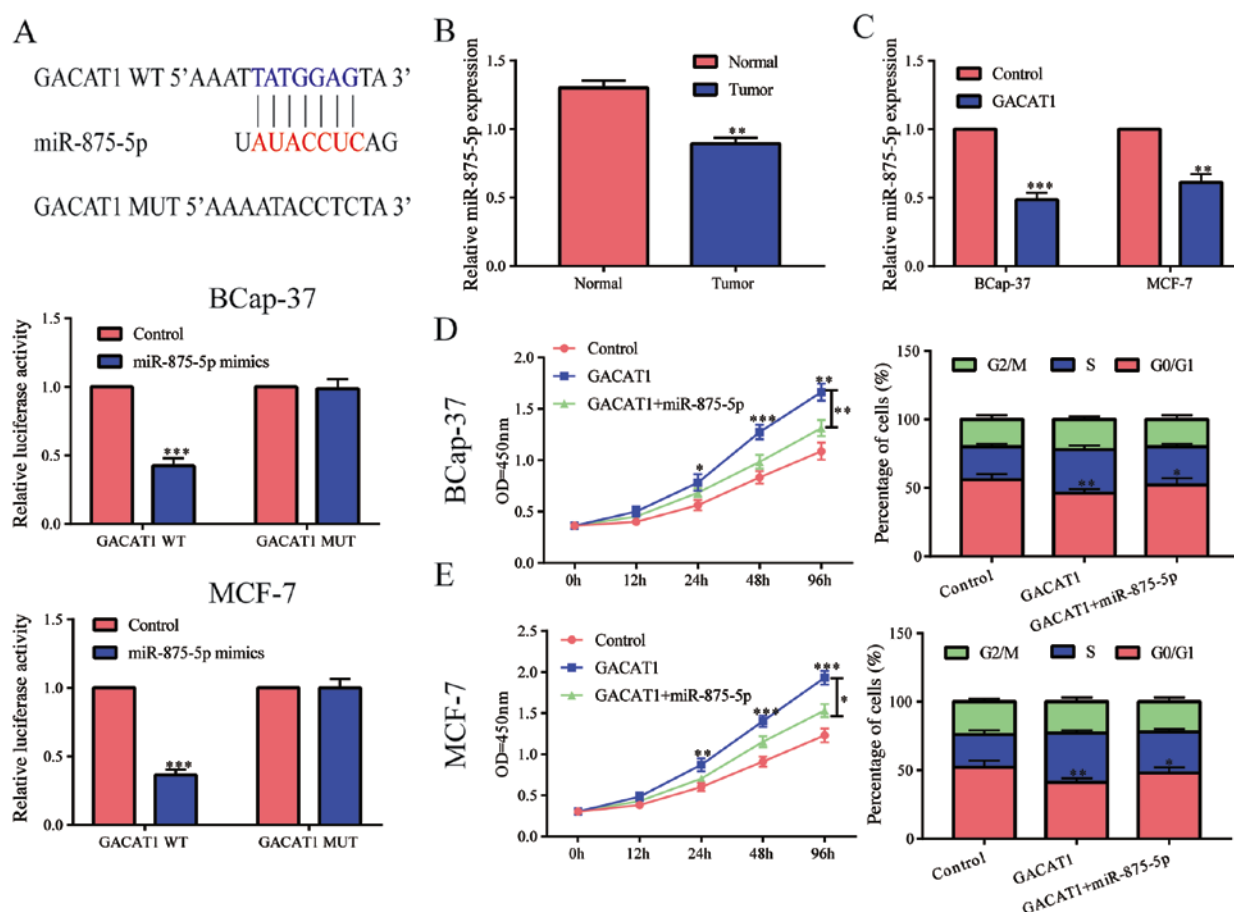 A
GACAT1 WT 5’AAATTATGGAGTA 3’
miR-875-5p UAUACCUCAG
GACAT1 MUT 5’AAAATACCTCTA 3’
BCap-37
Relative luciferase activity
1.5
1.0
0.5
0.0
Control
miR-875-5p mimics
***
GACAT1 WT
GACAT1 MUT
MCF-7
Relative luciferase activity
1.5
1.0
0.5
0.0
Control
miR-875-5p mimics
***
GACAT1 WT
GACAT1 MUT
B
Relative miR-875-5p expression
1.5
1.0
0.5
0.0
Normal
Tumor
**
Normal
Tumor
C
Relative miR-875-5p expression
1.5
1.0
0.5
0.0
Control
GACAT1
***
**
BCap-37
MCF-7
D
BCap-37
OD=450nm
2.0
1.5
1.0
0.5
0.0
Control
GACAT1
GACAT1+miR-875-5p
*
***
**
**
0h
12h
24h
48h
96h
Percentage of cells (%)
150
100
50
0
G2/M
S
G0/G1
**
*
Control
GACAT1
GACAT1+miR-875-5p
E
MCF-7
OD=450nm
2.5
2.0
1.5
1.0
0.5
0.0
Control
GACAT1
GACAT1+miR-875-5p
**
***
***
*
0h
12h
24h
48h
96h
Percentage of cells (%)
150
100
50
0
G2/M
S
G0/G1
**
*
Control
GACAT1
GACAT1+miR-875-5p